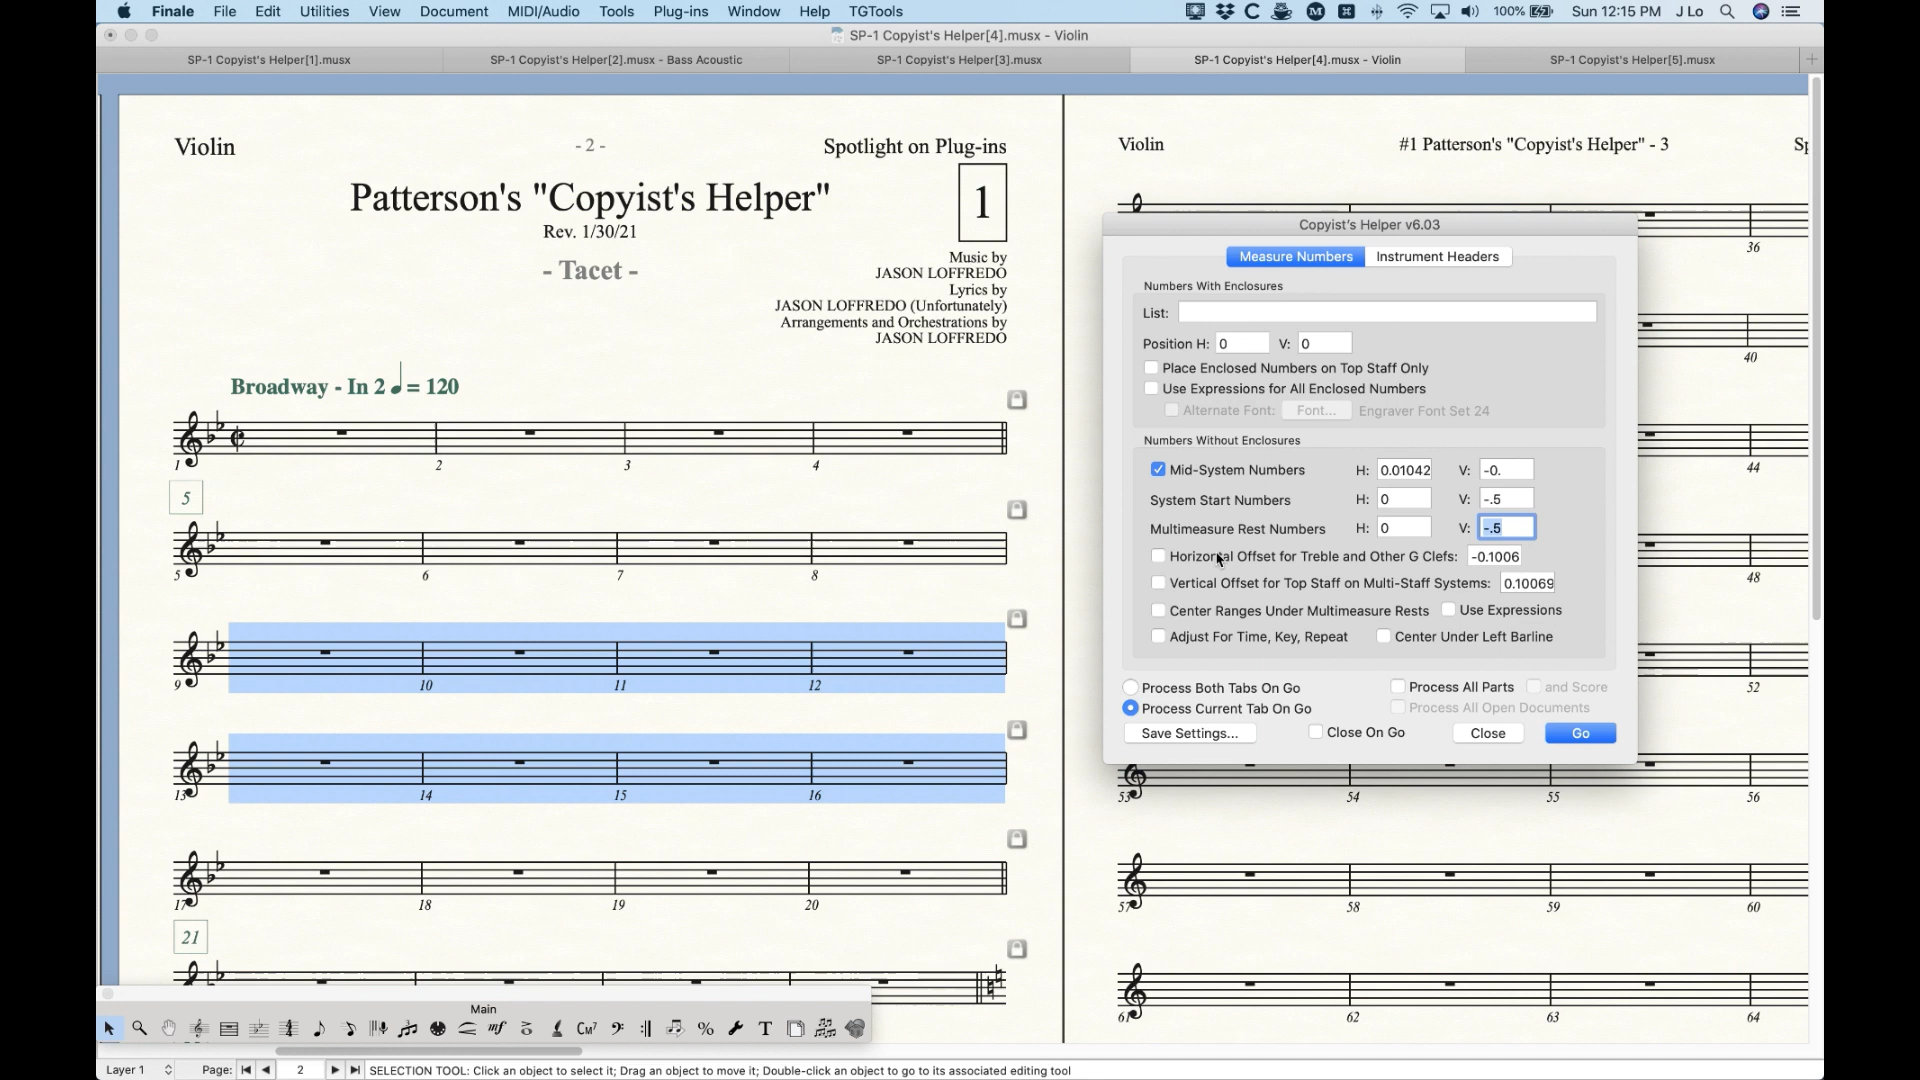 Finale File Edit Utilities View Document MIDI/Audio Tools Plug-ins Window Help TGTools 100% Sun 12:15 PM J Lo
SP-1 Copyist's Helper[4].musx - Violin
SP-1 Copyist's Helper[1].musx SP-1 Copyist's Helper[2].musx - Bass Acoustic SP-1 Copyist's Helper[3].musx SP-1 Copyist's Helper[4].musx - Violin SP-1 Copyist's Helper[5].musx
Violin - 2 - Spotlight on Plug-ins
Patterson's "Copyist's Helper" 1
Rev. 1/30/21
- Tacet -
Music by
JASON LOFFREDO
Lyrics by
JASON LOFFREDO (Unfortunately)
Arrangements and Orchestrations by
JASON LOFFREDO
Broadway - In 2 = 120
1 2 3 4
5
5 6 7 8
9 10 11 12
13 14 15 16
17 18 19 20
21
Violin #1 Patterson's "Copyist's Helper" - 3 Sp
36
40
44
48
52
53 54 55 56
57 58 59 60
61 62 63 64
Copyist's Helper v6.03
Measure Numbers Instrument Headers
Numbers With Enclosures
List:
Position H: 0 V: 0
Place Enclosed Numbers on Top Staff Only
Use Expressions for All Enclosed Numbers
Alternate Font: Font... Engraver Font Set 24
Numbers Without Enclosures
Mid-System Numbers H: 0.01042 V: -0.
System Start Numbers H: 0 V: -.5
Multimeasure Rest Numbers H: 0 V: -.5
Horizontal Offset for Treble and Other G Clefs: -0.1006
Vertical Offset for Top Staff on Multi-Staff Systems: 0.10069
Center Ranges Under Multimeasure Rests Use Expressions
Adjust For Time, Key, Repeat Center Under Left Barline
Process Both Tabs On Go Process All Parts and Score
Process Current Tab On Go Process All Open Documents
Save Settings... Close On Go Close Go
Main
mf CM7 % T
Layer 1 Page: 2 SELECTION TOOL: Click an object to select it; Drag an object to move it; Double-click an object to go to its associated editing tool